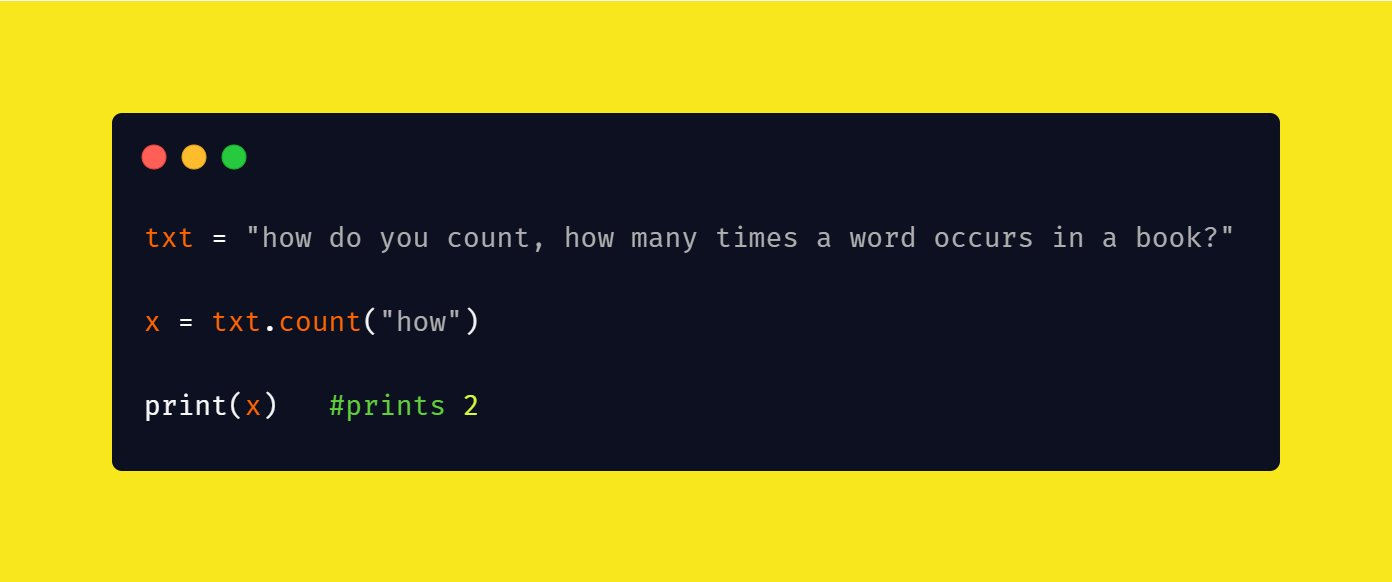 txt = "how do you count, how many times a word occurs in a book?"
x = txt.count("how")
print(x)   #prints 2